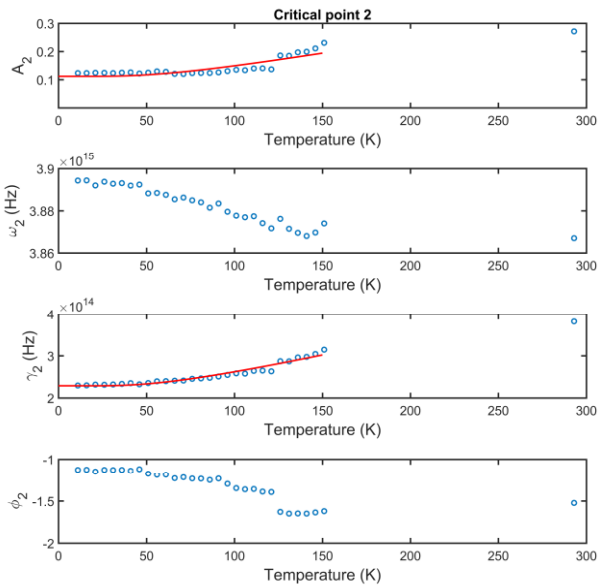 Critical point 2
0.3
0.2
0.1
A2
0 50 100 150 200 250 300
Temperature (K)
×10^15
3.9
3.88
3.86
ω2 (Hz)
0 50 100 150 200 250 300
Temperature (K)
×10^14
4
3
2
γ2 (Hz)
0 50 100 150 200 250 300
Temperature (K)
-1
-1.5
-2
ϕ2
0 50 100 150 200 250 300
Temperature (K)